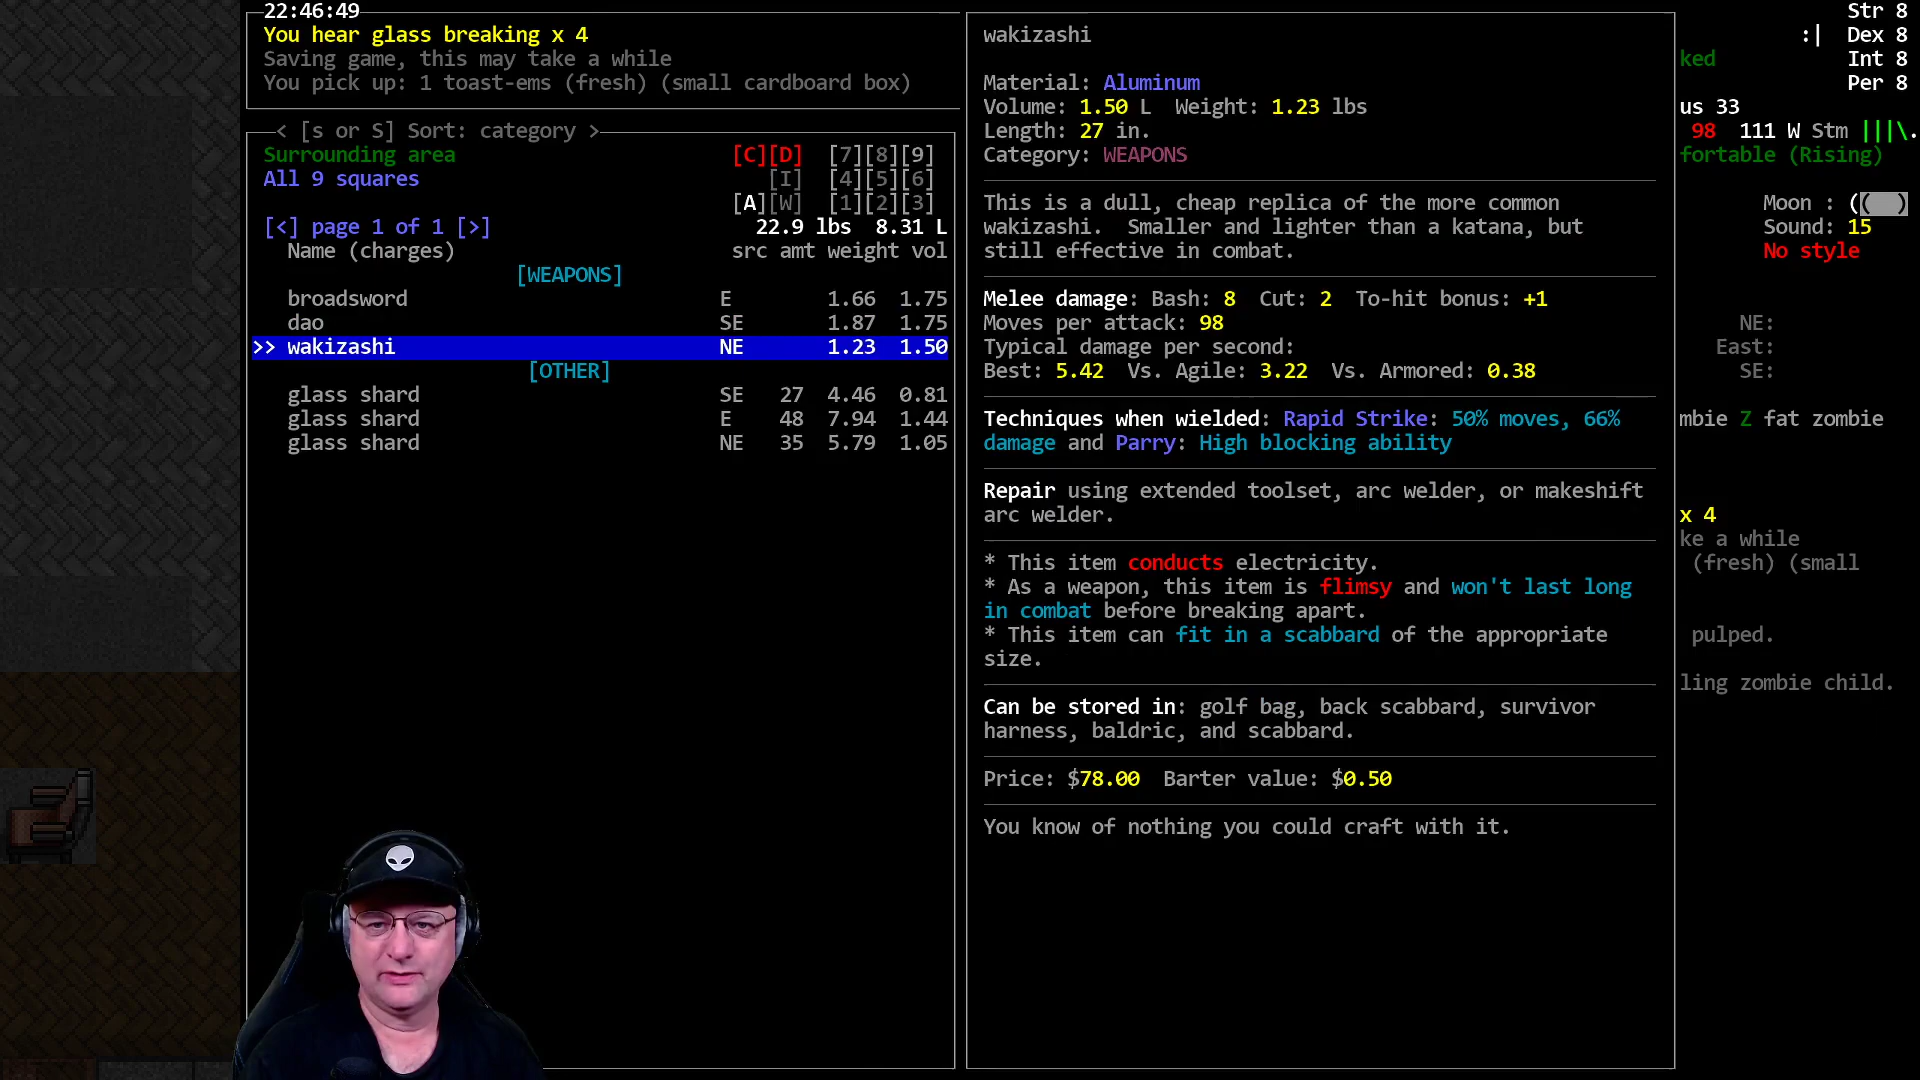 22:46:49
You hear glass breaking x 4
Saving game, this may take a while
You pick up: 1 toast-ems (fresh) (small cardboard box)
< [s or S] Sort: category >
Surrounding area [C][D] [7][8][9]
All 9 squares [I] [4][5][6]
[A][W] [1][2][3]
[<] page 1 of 1 [>] 22.9 lbs 8.31 L
Name (charges) src amt weight vol
[WEAPONS]
broadsword E 1.66 1.75
dao SE 1.87 1.75
>> wakizashi NE 1.23 1.50
[OTHER]
glass shard SE 27 4.46 0.81
glass shard E 48 7.94 1.44
glass shard NE 35 5.79 1.05
wakizashi
Material: Aluminum
Volume: 1.50 L Weight: 1.23 lbs
Length: 27 in.
Category: WEAPONS
This is a dull, cheap replica of the more common
wakizashi. Smaller and lighter than a katana, but
still effective in combat.
Melee damage: Bash: 8 Cut: 2 To-hit bonus: +1
Moves per attack: 98
Typical damage per second:
Best: 5.42 Vs. Agile: 3.22 Vs. Armored: 0.38
Techniques when wielded: Rapid Strike: 50% moves, 66%
damage and Parry: High blocking ability
Repair using extended toolset, arc welder, or makeshift
arc welder.
* This item conducts electricity.
* As a weapon, this item is flimsy and won't last long
in combat before breaking apart.
* This item can fit in a scabbard of the appropriate
size.
Can be stored in: golf bag, back scabbard, survivor
harness, baldric, and scabbard.
Price: $78.00 Barter value: $0.50
You know of nothing you could craft with it.
Str 8
:| Dex 8
ked Int 8
Per 8
us 33
98 111 W Stm |||\.
fortable (Rising)
Moon : (( )
Sound: 15
No style
NE:
East:
SE:
mbie Z fat zombie
x 4
ke a while
(fresh) (small
pulped.
ling zombie child.